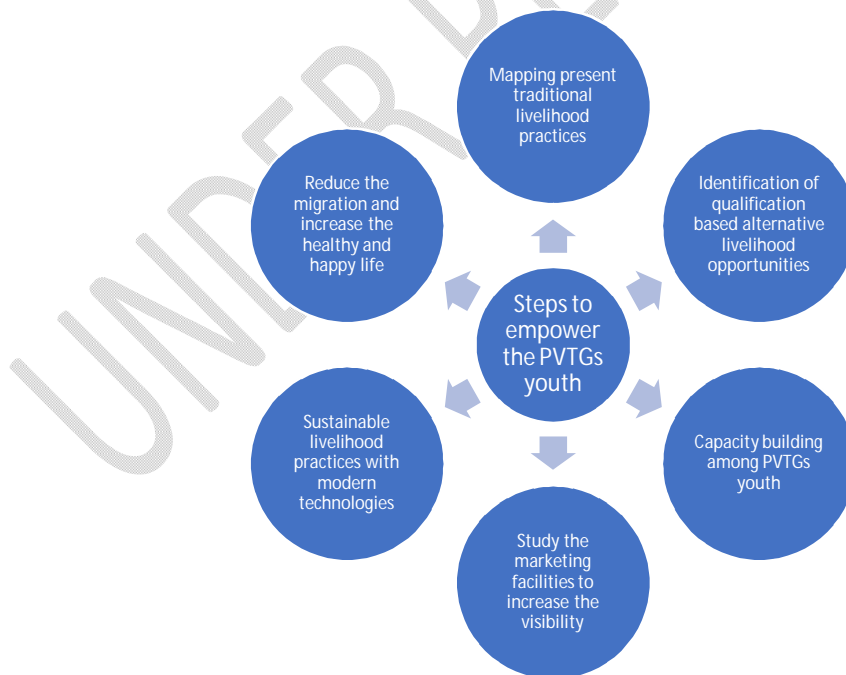 Mapping present
traditional
livelihood
practices
Identification of
qualification
based alternative
livelihood
opportunities
Capacity building
among PVTGs
youth
Study the
marketing
facilities to
increase the
visibility
Sustainable
livelihood
practices with
modern
technologies
Reduce the
migration and
increase the
healthy and
happy life
Steps to
empower
the PVTGs
youth
UNDER